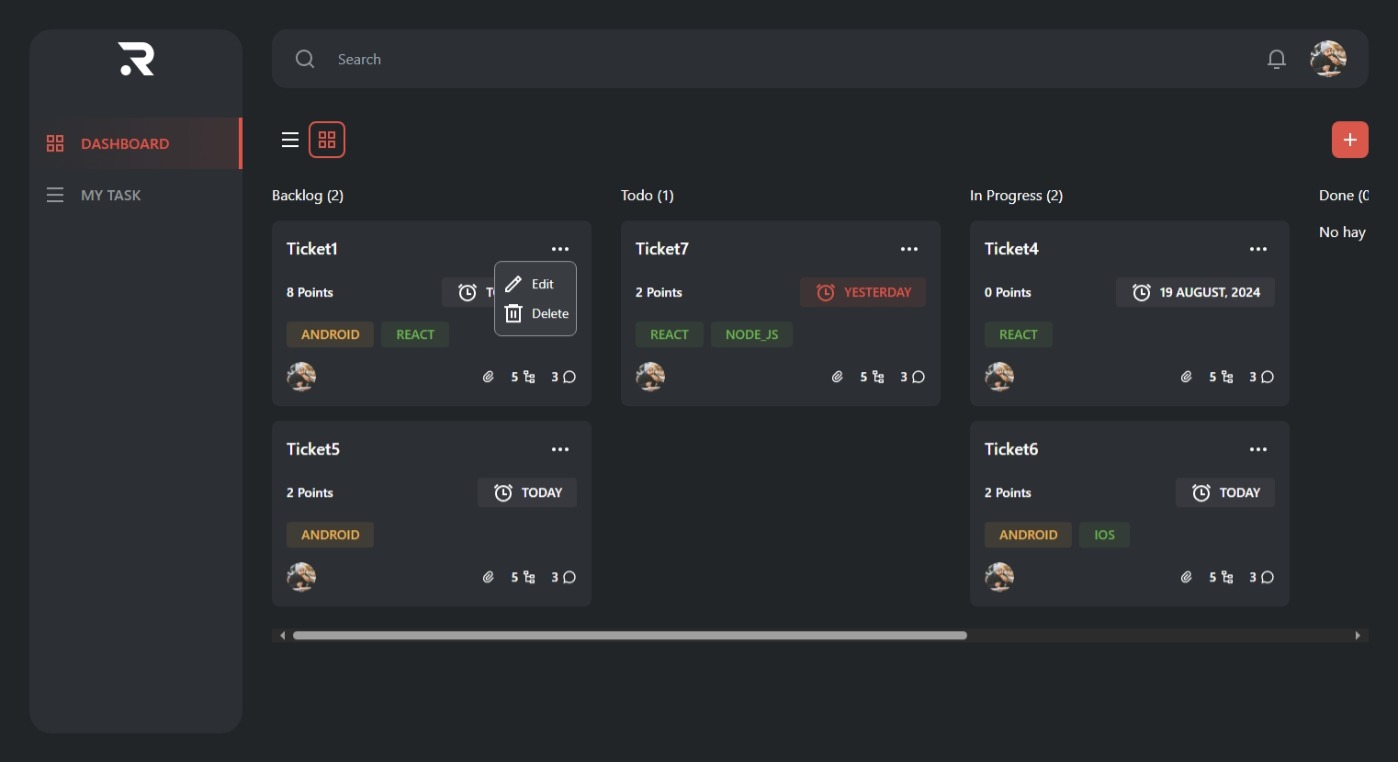 Search
DASHBOARD
MY TASK
Backlog (2)
Ticket1
8 Points
Edit
Delete
ANDROID
REACT
5
3
Ticket5
2 Points
TODAY
ANDROID
5
3
Todo (1)
Ticket7
2 Points
YESTERDAY
REACT
NODE_JS
5
3
In Progress (2)
Ticket4
0 Points
19 AUGUST, 2024
REACT
5
3
Ticket6
2 Points
TODAY
ANDROID
IOS
5
3
Done (0
No hay